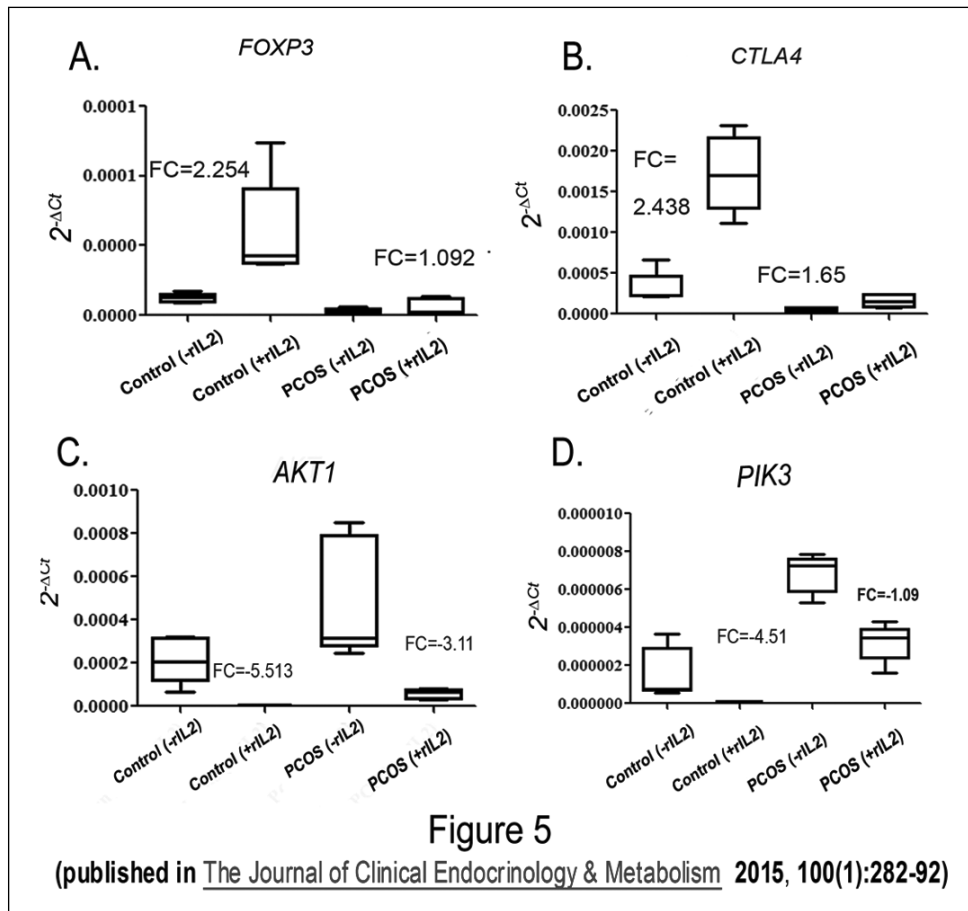 A.
FOXP3
2-ΔCt
0.0001
0.0001
0.0000
0.0000
FC=2.254
FC=1.092
Control (-rIL2)
Control (+rIL2)
PCOS (-rIL2)
PCOS (+rIL2)
B.
CTLA4
2-ΔCt
0.0025
0.0020
0.0015
0.0010
0.0005
0.0000
FC=
2.438
FC=1.65
Control (-rIL2)
Control (+rIL2)
PCOS (-rIL2)
PCOS (+rIL2)
C.
AKT1
2-ΔCt
0.0010
0.0008
0.0006
0.0004
0.0002
0.0000
FC=-5.513
FC=-3.11
Control (-rIL2)
Control (+rIL2)
PCOS (-rIL2)
PCOS (+rIL2)
D.
PIK3
2-ΔCt
0.000010
0.000008
0.000006
0.000004
0.000002
0.000000
FC=-4.51
FC=-1.09
Control (-rIL2)
Control (+rIL2)
PCOS (-rIL2)
PCOS (+rIL2)
Figure 5
(published in The Journal of Clinical Endocrinology & Metabolism 2015, 100(1):282-92)